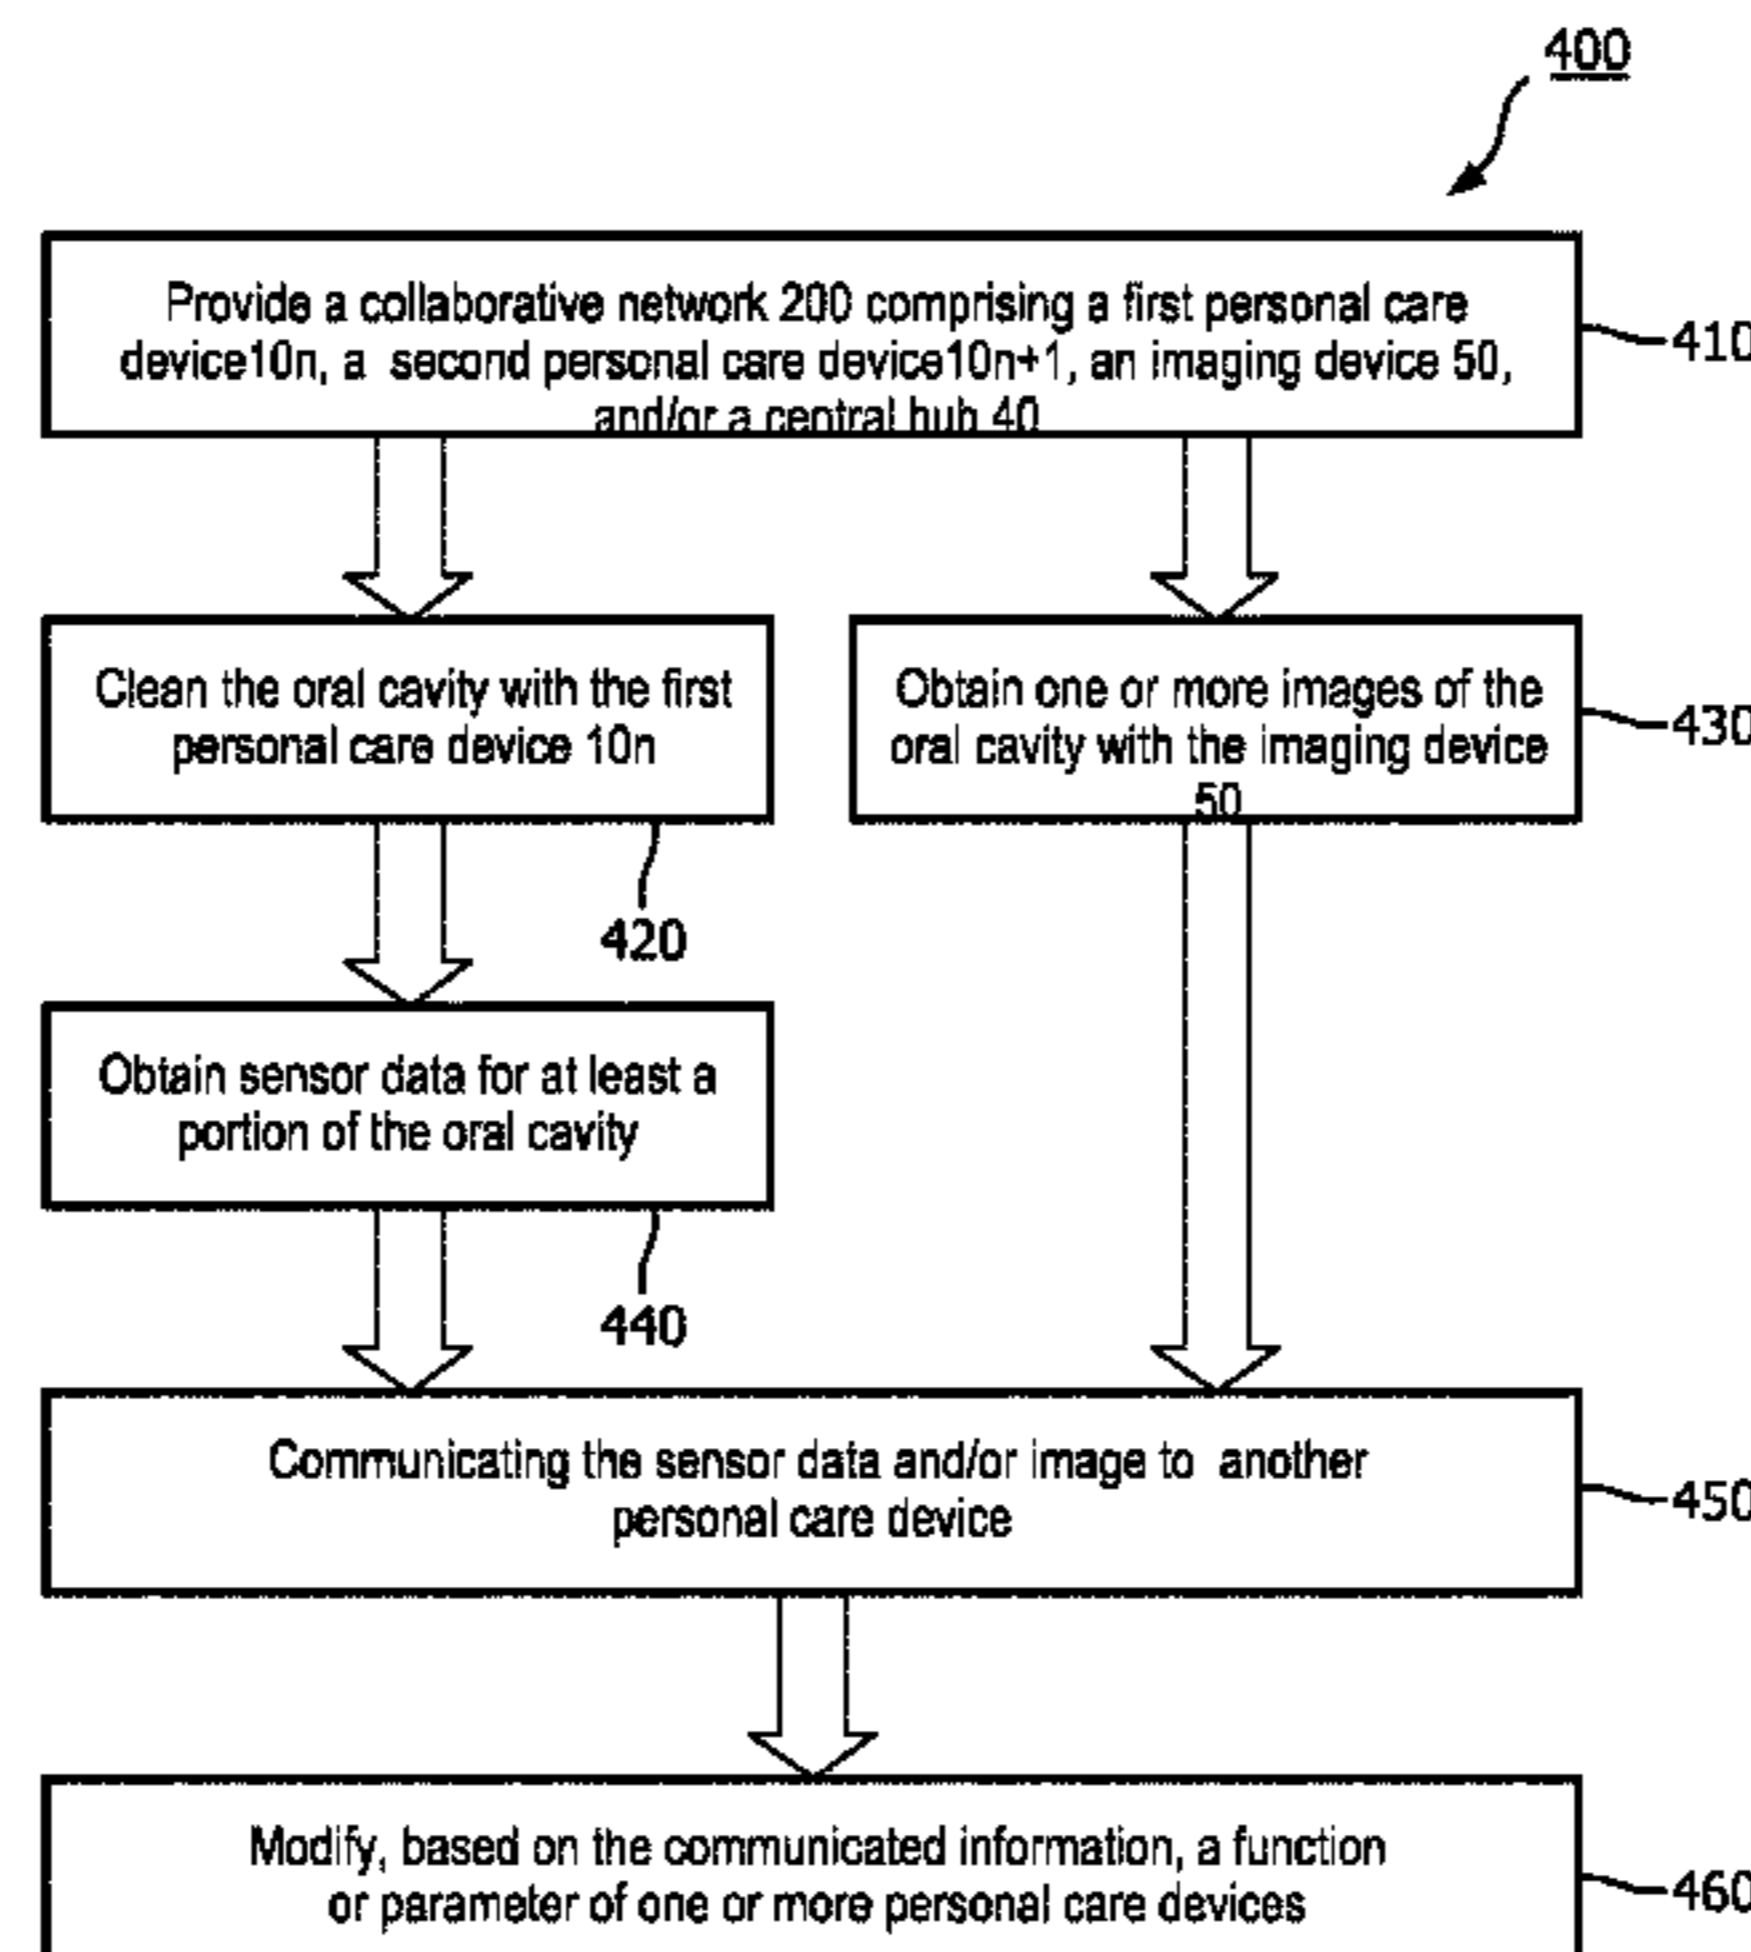 400
Provide a collaborative network 200 comprising a first personal care
device10n, a second personal care device10n+1, an imaging device 50,
and/or a central hub 40
410
Clean the oral cavity with the first
personal care device 10n
420
Obtain one or more images of the
oral cavity with the imaging device
50
430
Obtain sensor data for at least a
portion of the oral cavity
440
Communicating the sensor data and/or image to another
personal care device
450
Modify, based on the communicated information, a function
or parameter of one or more personal care devices
460